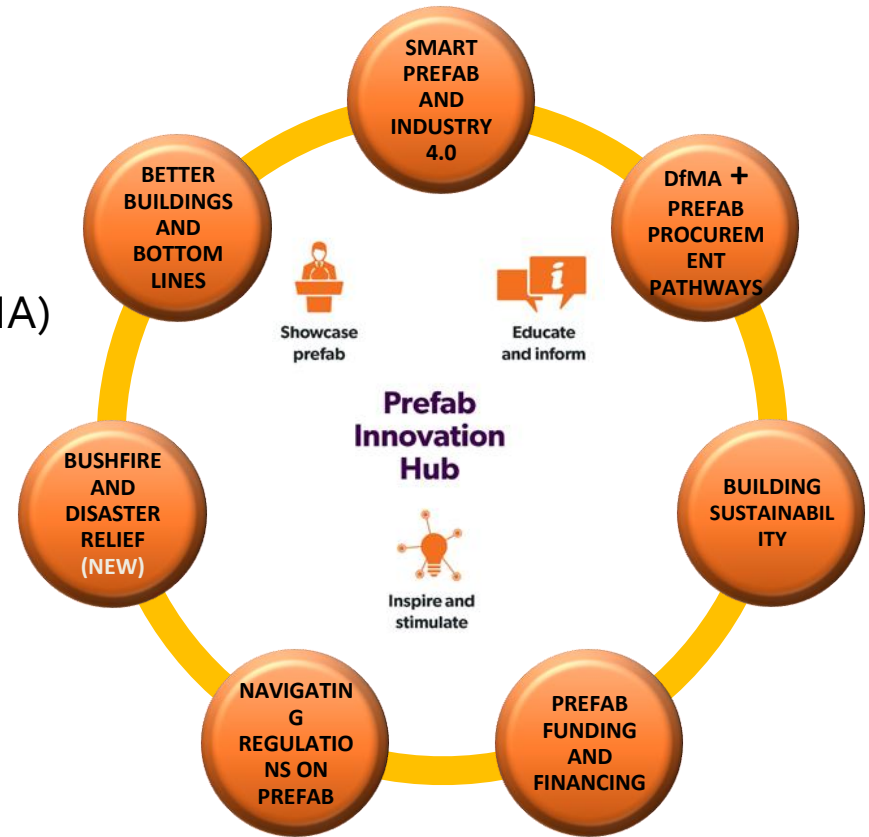 SMART
PREFAB
AND
INDUSTRY
4.0
BETTER
BUILDINGS
AND
BOTTOM
LINES
DfMA +
PREFAB
PROCUREM
ENT
PATHWAYS
Showcase
prefab
Educate
and inform
Prefab
Innovation
Hub
BUSHFIRE
AND
DISASTER
RELIEF
(NEW)
BUILDING
SUSTAINABIL
ITY
Inspire and
stimulate
NAVIGATIN
G
REGULATIO
NS ON
PREFAB
PREFAB
FUNDING
AND
FINANCING